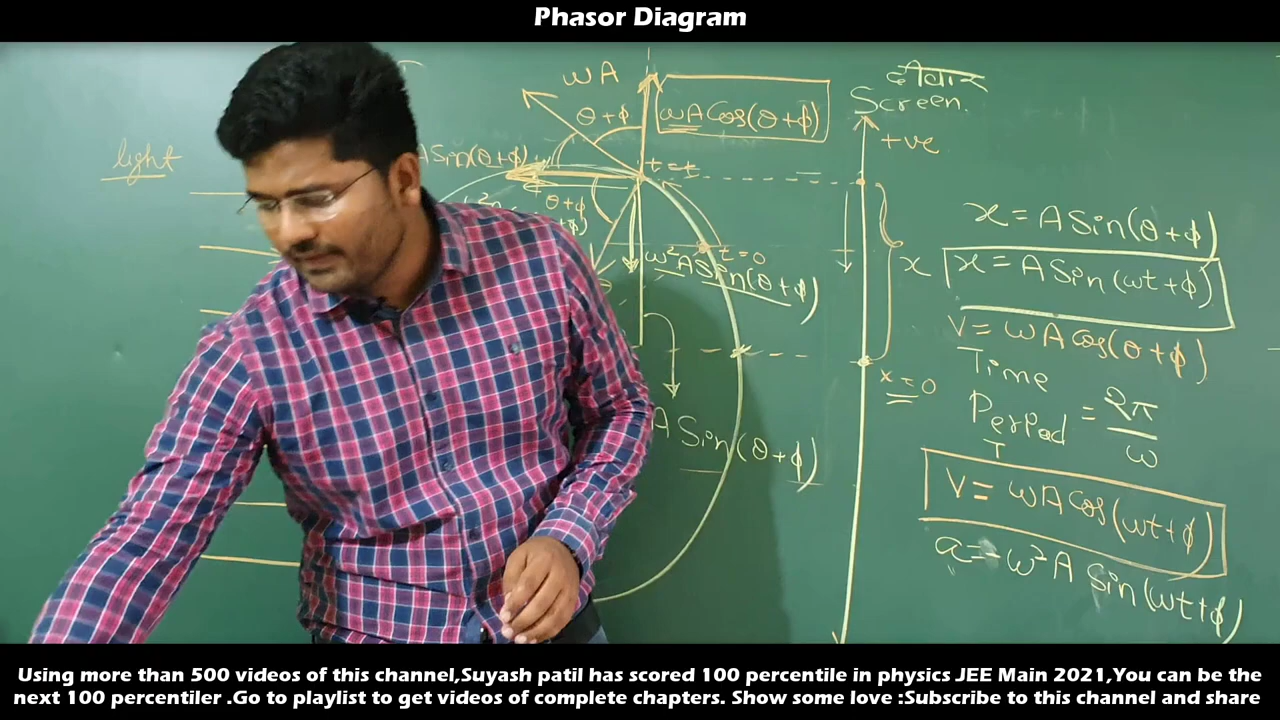 Phasor Diagram
ωA
θ+ϕ
ωA Cos(θ+ϕ)
Screen.
+ve
light
ASin(θ+ϕ)
t=t
θ+ϕ
t=0
ω²ASin(θ+ϕ)
x
x = ASin(θ+ϕ)
x = ASin(ωt+ϕ)
V = ωA Cos(θ+ϕ)
x=0
Time
Perpod = 2π/ω
T
A Sin(θ+ϕ)
V = ωA Cos(ωt+ϕ)
a = -ω²A Sin(ωt+ϕ)
Using more than 500 videos of this channel,Suyash patil has scored 100 percentile in physics JEE Main 2021,You can be the
next 100 percentiler .Go to playlist to get videos of complete chapters. Show some love :Subscribe to this channel and share